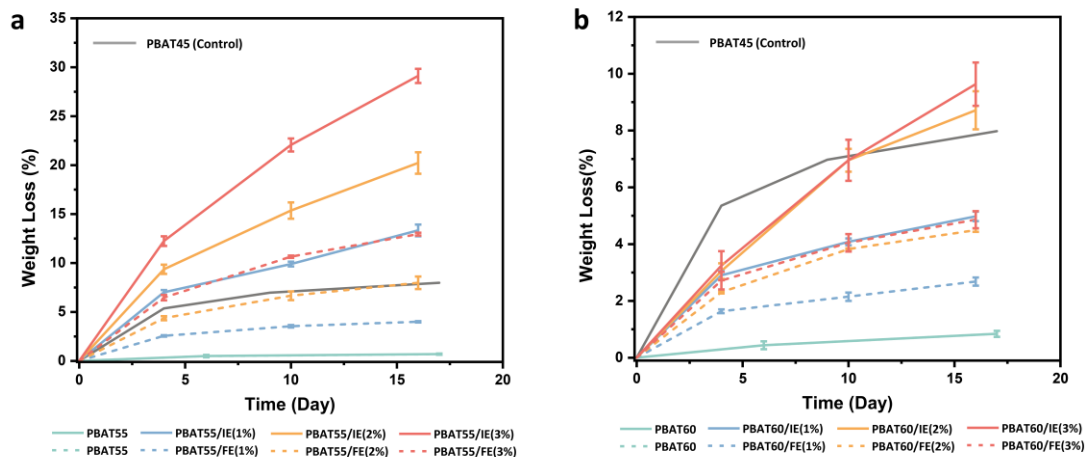 a
PBAT45 (Control)
35
30
25
20
15
10
5
0
Weight Loss (%)
0 5 10 15 20
Time (Day)
PBAT55 PBAT55/IE(1%) PBAT55/IE(2%) PBAT55/IE(3%)
PBAT55 PBAT55/FE(1%) PBAT55/FE(2%) PBAT55/FE(3%)
b
PBAT45 (Control)
12
10
8
6
4
2
0
Weight Loss(%)
0 5 10 15 20
Time (Day)
PBAT60 PBAT60/IE(1%) PBAT60/IE(2%) PBAT60/IE(3%)
PBAT60 PBAT60/FE(1%) PBAT60/FE(2%) PBAT60/FE(3%)